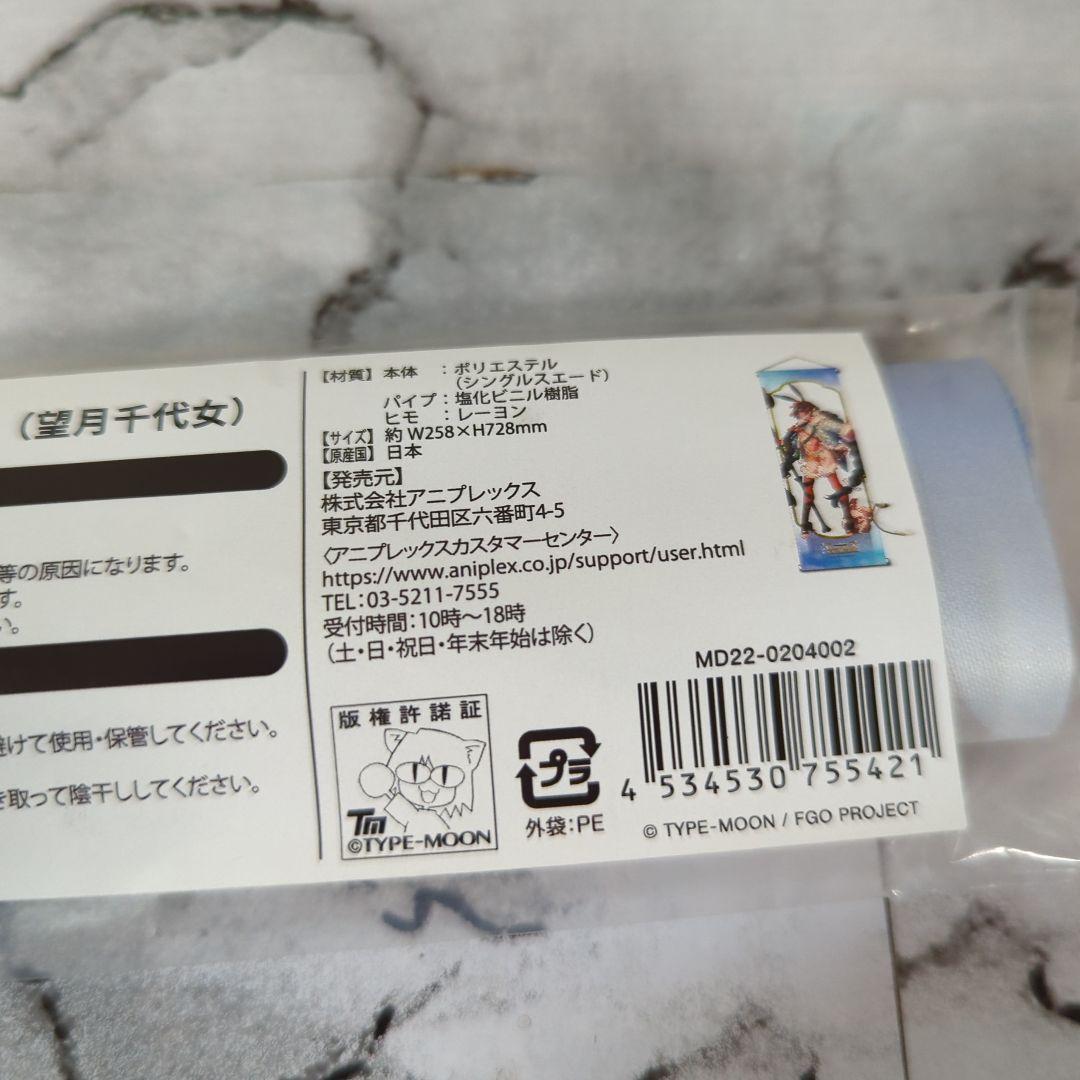 (望月千代女)
等の原因になります。
す。
い。
避けて使用・保管してください。
を取って陰干ししてください。
【材質】本体 :ポリエステル
(シングルスエード)
パイプ:塩化ビニル樹脂
ヒモ :レーヨン
【サイズ】約 W258×H728mm
【原産国】日本
【発売元】
株式会社アニプレックス
東京都千代田区六番町4-5
〈アニプレックスカスタマーセンター〉
https://www.aniplex.co.jp/support/user.html
TEL:03-5211-7555
受付時間:10時〜18時
(土・日・祝日・年末年始は除く)
版権許諾証
TM
©TYPE-MOON
プラ
外袋:PE
MD22-0204002
4 534530 755421
© TYPE-MOON / FGO PROJECT